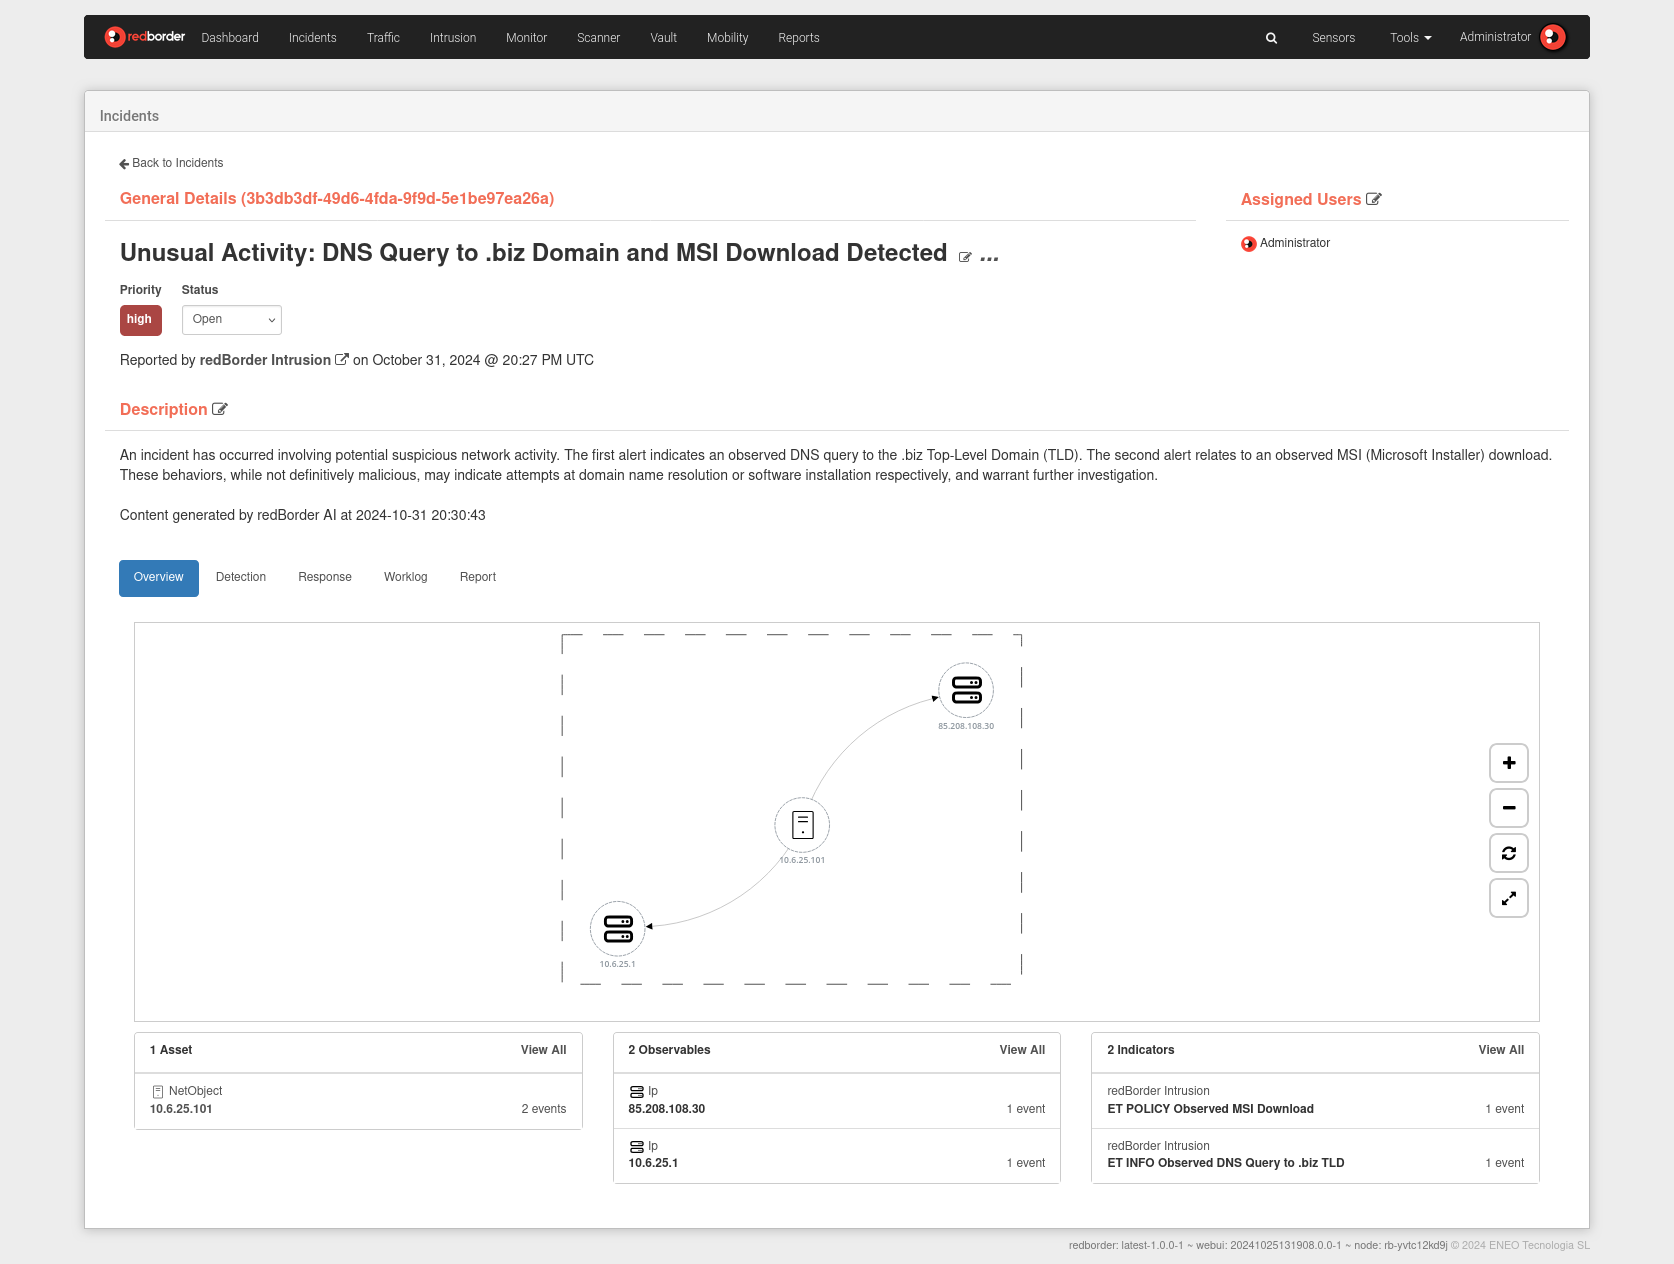 redborder Dashboard Incidents Traffic Intrusion Monitor Scanner Vault Mobility Reports Sensors Tools Administrator
Incidents
Back to Incidents
General Details (3b3db3df-49d6-4fda-9f9d-5e1be97ea26a)
Assigned Users
Unusual Activity: DNS Query to .biz Domain and MSI Download Detected ...
Administrator
Priority Status
high Open
Reported by redBorder Intrusion on October 31, 2024 @ 20:27 PM UTC
Description
An incident has occurred involving potential suspicious network activity. The first alert indicates an observed DNS query to the .biz Top-Level Domain (TLD). The second alert relates to an observed MSI (Microsoft Installer) download.
These behaviors, while not definitively malicious, may indicate attempts at domain name resolution or software installation respectively, and warrant further investigation.
Content generated by redBorder AI at 2024-10-31 20:30:43
Overview Detection Response Worklog Report
85.208.108.30
10.6.25.101
10.6.25.1
1 Asset View All
NetObject
10.6.25.101 2 events
2 Observables View All
Ip
85.208.108.30 1 event
Ip
10.6.25.1 1 event
2 Indicators View All
redBorder Intrusion
ET POLICY Observed MSI Download 1 event
redBorder Intrusion
ET INFO Observed DNS Query to .biz TLD 1 event
redborder: latest-1.0.0-1 ~ webui: 20241025131908.0.0-1 ~ node: rb-yvtc12kd9j © 2024 ENEO Tecnologia SL